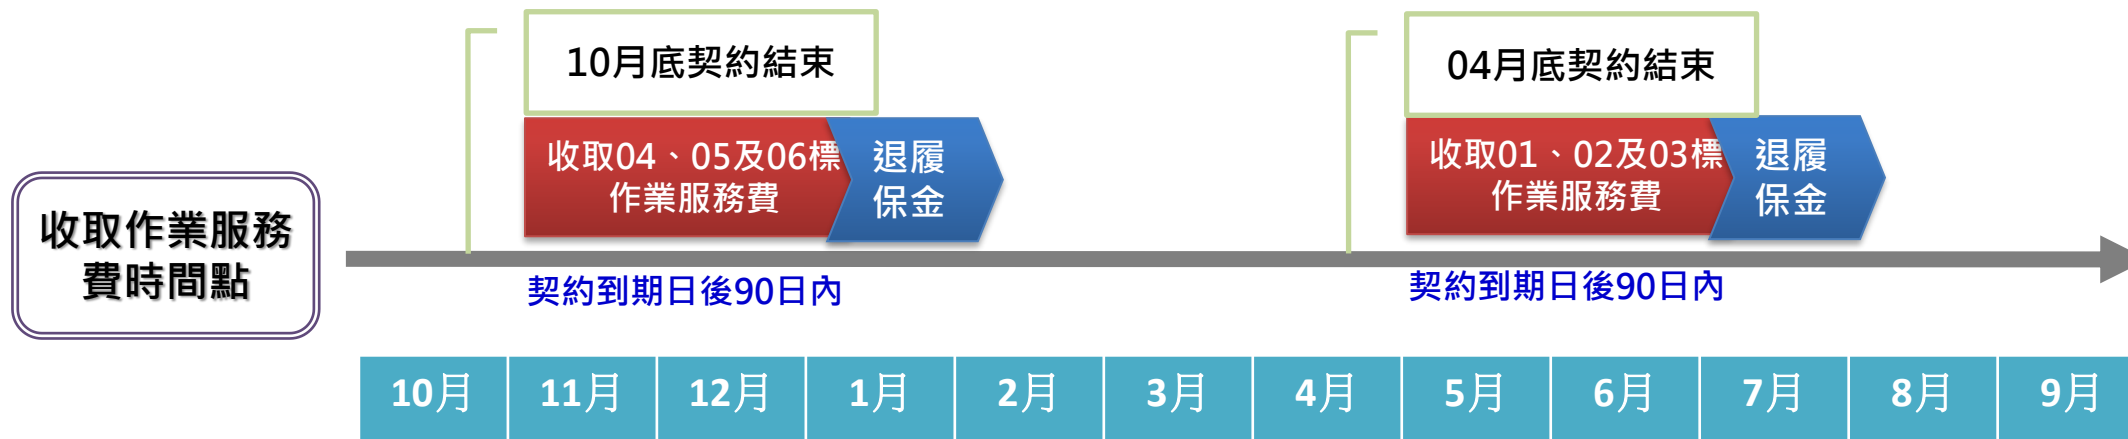 收取作業服務
費時間點
10月底契約結束
收取04、05及06標
作業服務費
退履
保金
契約到期日後90日內
04月底契約結束
收取01、02及03標
作業服務費
退履
保金
契約到期日後90日內
10月 11月 12月 1月 2月 3月 4月 5月 6月 7月 8月 9月